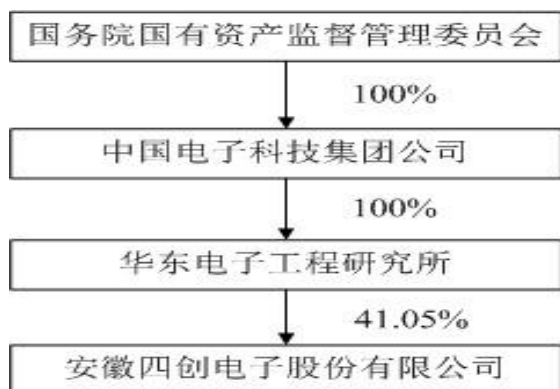 国务院国有资产监督管理委员会
100%
中国电子科技集团公司
100%
华东电子工程研究所
41.05%
安徽四创电子股份有限公司